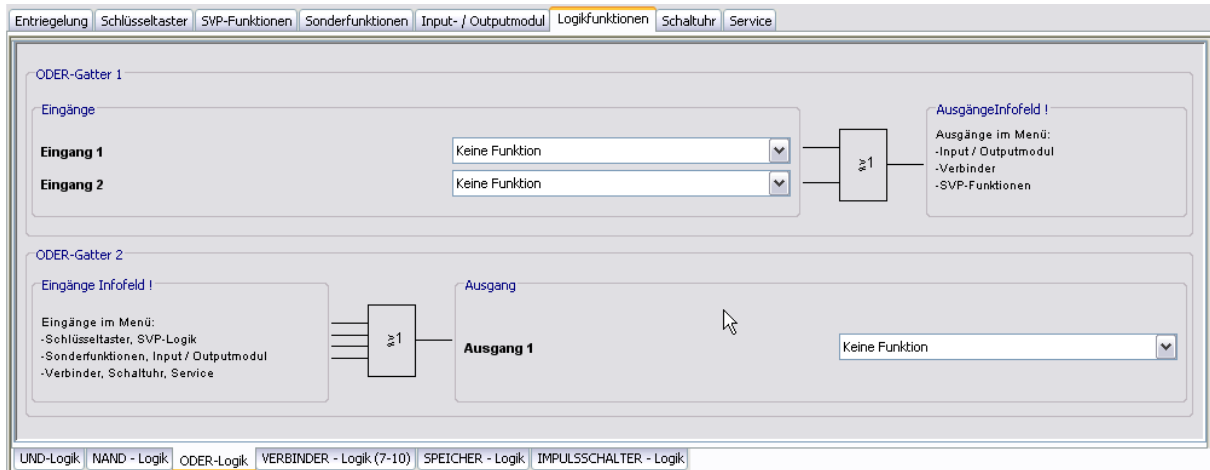 Entriegelung Schlüsseltaster SVP-Funktionen Sonderfunktionen Input- / Outputmodul Logikfunktionen Schaltuhr Service
ODER-Gatter 1
Eingänge
Eingang 1
Keine Funktion
Eingang 2
Keine Funktion
≥1
AusgängeInfofeld !
Ausgänge im Menü:
-Input / Outputmodul
-Verbinder
-SVP-Funktionen
ODER-Gatter 2
Eingänge Infofeld !
Eingänge im Menü:
-Schlüsseltaster, SVP-Logik
-Sonderfunktionen, Input / Outputmodul
-Verbinder, Schaltuhr, Service
≥1
Ausgang
Ausgang 1
Keine Funktion
UND-Logik NAND - Logik ODER-Logik VERBINDER - Logik (7-10) SPEICHER - Logik IMPULSSCHALTER - Logik